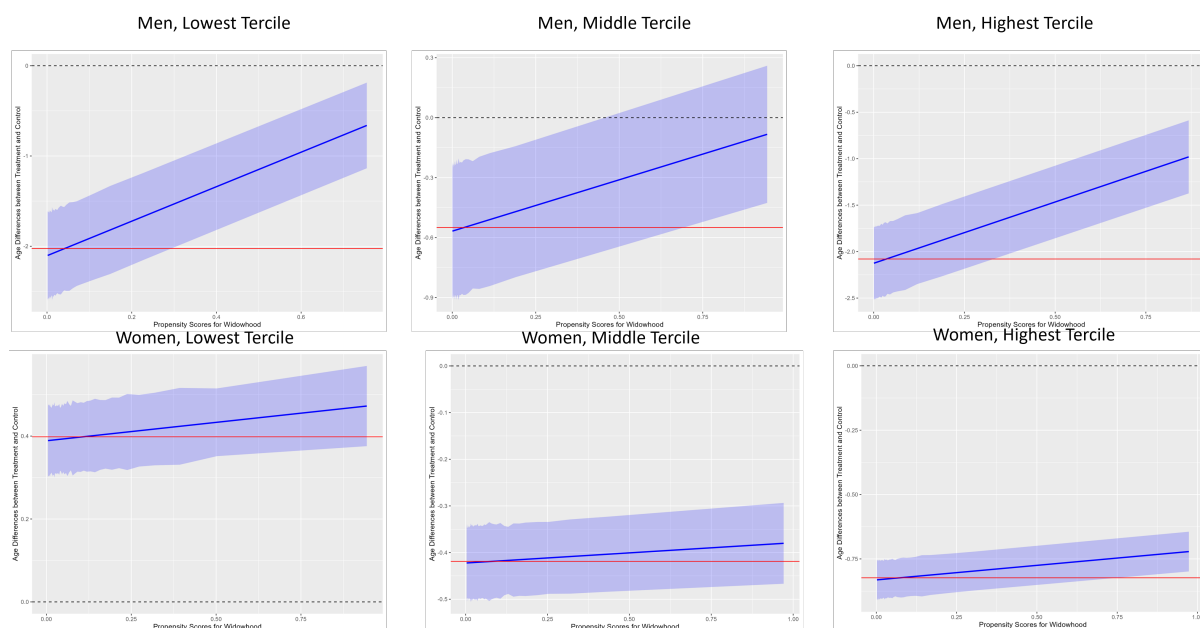 Men, Lowest Tercile
Men, Middle Tercile
Men, Highest Tercile
Age Differences between Treatment and Control
0
-1
-2
0.0 0.2 0.4 0.6
Propensity Scores for Widowhood
Age Differences between Treatment and Control
0.3
0.0
-0.3
-0.6
-0.9
0.00 0.25 0.50 0.75
Propensity Scores for Widowhood
Age Differences between Treatment and Control
0.0
-0.5
-1.0
-1.5
-2.0
-2.5
0.00 0.25 0.50 0.75
Propensity Scores for Widowhood
Women, Lowest Tercile
Women, Middle Tercile
Women, Highest Tercile
Age Differences between Treatment and Control
0.4
0.2
0.0
0.00 0.25 0.50 0.75
Propensity Scores for Widowhood
Age Differences between Treatment and Control
0.0
-0.1
-0.2
-0.3
-0.4
-0.5
0.00 0.25 0.50 0.75 1.00
Propensity Scores for Widowhood
Age Differences between Treatment and Control
0.00
-0.25
-0.50
-0.75
0.00 0.25 0.50 0.75
Propensity Scores for Widowhood